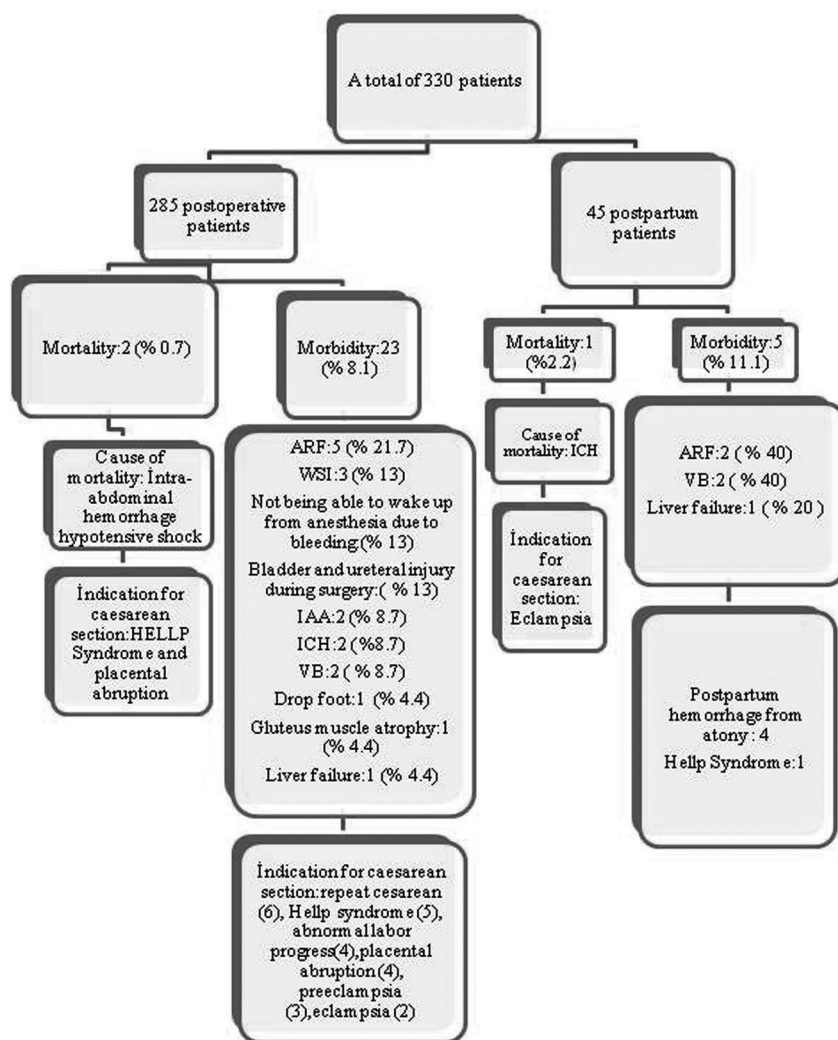 A total of 330 patients
285 postoperative
patients
45 postpartum
patients
Mortality:2 (% 0.7)
Morbidity:23
(% 8.1)
Mortality:1
(%2.2)
Morbidity:5
(% 11.1)
Cause of
mortality: İntra-
abdominal
hemorrhage
hypotensive shock
İndication for
caesarean
section:HELLP
Syndrome and
placental
abruption
ARF:5 (% 21.7)
WSI:3 (% 13)
Not being able to wake up
from anesthesia due to
bleeding:(% 13)
Bladder and ureteral injury
during surgery:( % 13)
IAA:2 (% 8.7)
ICH:2 (%8.7)
VB:2 ( % 8.7)
Drop foot:1 (% 4.4)
Gluteus muscle atrophy:1
(% 4.4)
Liver failure:1 (% 4.4)
İndication for caesarean
section:repeat cesarean
(6), Hellp syndrome(5),
abnormal labor
progress(4),placental
abruption(4),
preeclampsia
(3),eclampsia(2)
Cause of
mortality: ICH
İndication
for
caesarean
section:
Eclampsia
ARF:2 ( % 40)
VB:2 ( % 40)
Liver failure:1 ( % 20 )
Postpartum
hemorrhage from
atony : 4
Hellp Syndrome:1